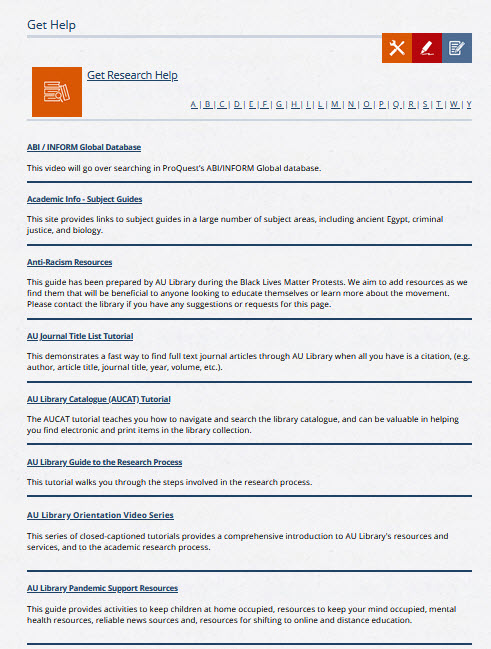 Get Help
Get Research Help
A | B | C | D | E | F | G | H | I | L | M | N | O | P | Q | R | S | T | W | Y
ABI / INFORM Global Database
This video will go over searching in ProQuest's ABI/INFORM Global database.
Academic Info - Subject Guides
This site provides links to subject guides in a large number of subject areas, including ancient Egypt, criminal
justice, and biology.
Anti-Racism Resources
This guide has been prepared by AU Library during the Black Lives Matter Protests. We aim to add resources as we
find them that will be beneficial to anyone looking to educate themselves or learn more about the movement.
Please contact the library if you have any suggestions or requests for this page.
AU Journal Title List Tutorial
This demonstrates a fast way to find full text journal articles through AU Library when all you have is a citation, (e.g.
author, article title, journal title, year, volume, etc.).
AU Library Catalogue (AUCAT) Tutorial
The AUCAT tutorial teaches you how to navigate and search the library catalogue, and can be valuable in helping
you find electronic and print items in the library collection.
AU Library Guide to the Research Process
This tutorial walks you through the steps involved in the research process.
AU Library Orientation Video Series
This series of closed-captioned tutorials provides a comprehensive introduction to AU Library's resources and
services, and to the academic research process.
AU Library Pandemic Support Resources
This guide provides activities to keep children at home occupied, resources to keep your mind occupied, mental
health resources, reliable news sources and, resources for shifting to online and distance education.